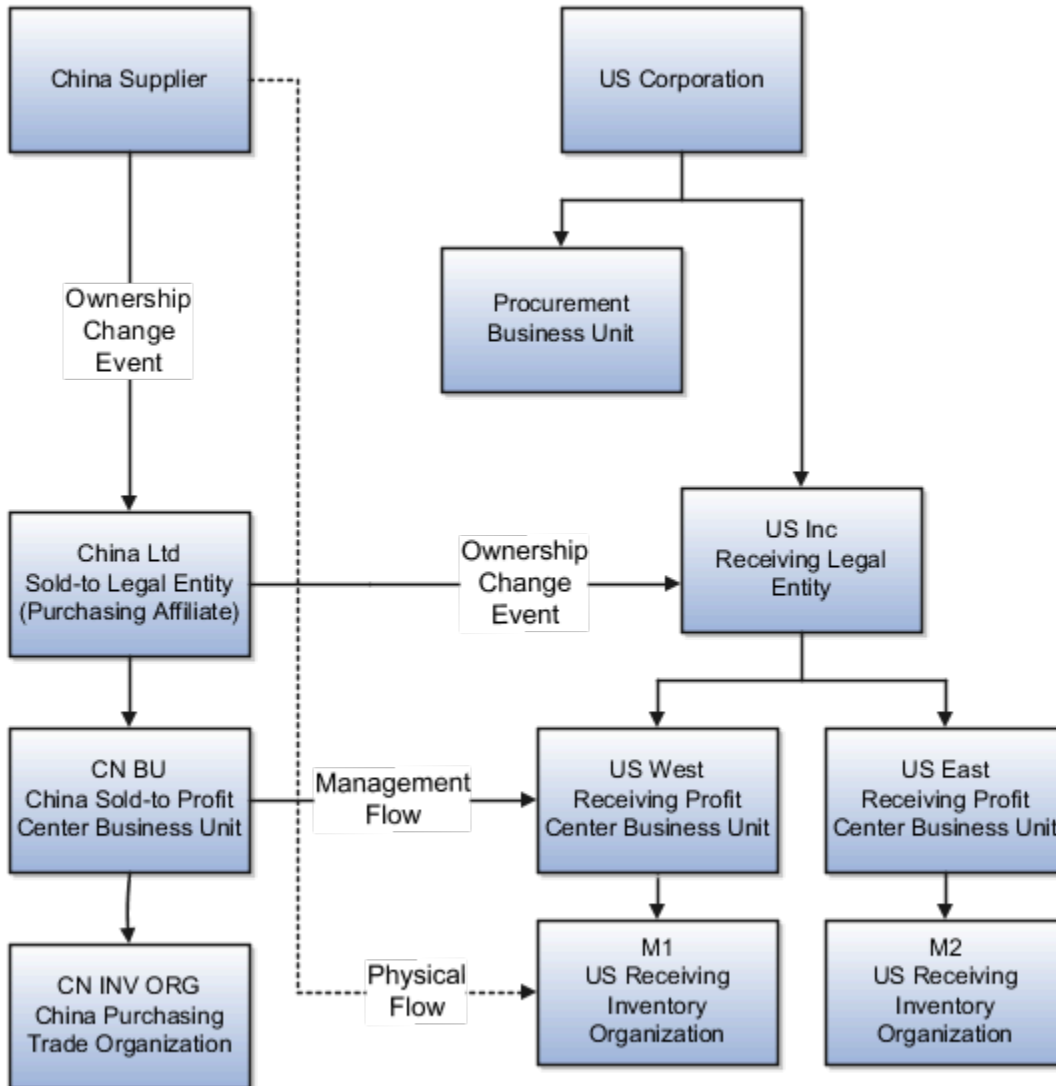 China Supplier
US Corporation
Procurement
Business Unit
Ownership
Change
Event
China Ltd
Sold-to Legal Entity
(Purchasing Affiliate)
Ownership
Change
Event
US Inc
Receiving Legal
Entity
CN BU
China Sold-to Profit
Center Business Unit
Management
Flow
US West
Receiving Profit
Center Business Unit
US East
Receiving Profit
Center Business Unit
CN INV ORG
China Purchasing
Trade Organization
Physical
Flow
M1
US Receiving
Inventory
Organization
M2
US Receiving
Inventory
Organization